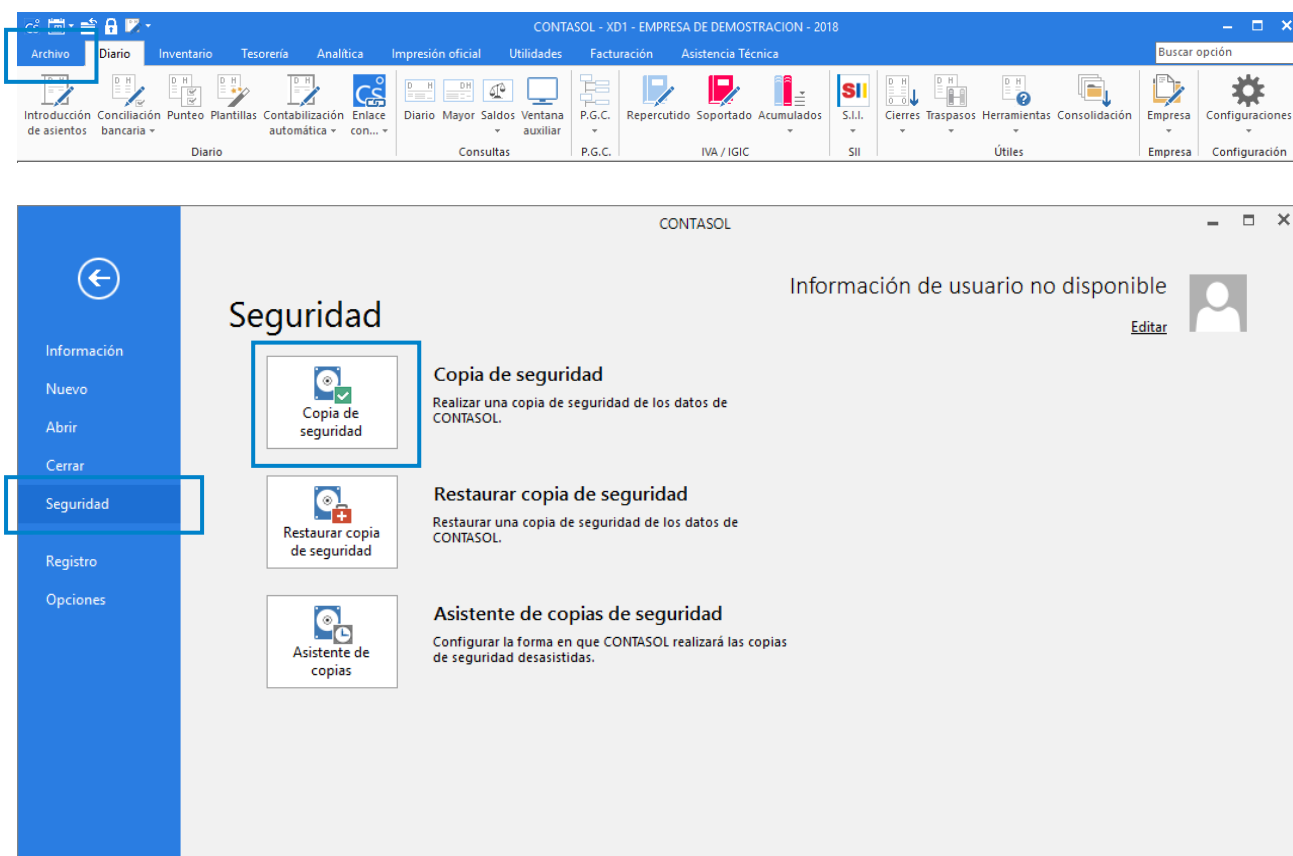 CONTASOL - XD1 - EMPRESA DE DEMOSTRACION - 2018
Archivo Diario Inventario Tesorería Analítica Impresión oficial Utilidades Facturación Asistencia Técnica Buscar opción
Introducción de asientos
Conciliación bancaria
Punteo
Plantillas
Contabilización automática
Enlace con...
Diario
Mayor
Saldos
Ventana auxiliar
P.G.C.
Repercutido
Soportado
Acumulados
S.I.I.
Cierres
Traspasos
Herramientas
Consolidación
Empresa
Configuraciones
Diario Consultas P.G.C. IVA / IGIC SII Útiles Empresa Configuración
CONTASOL
Información de usuario no disponible
Editar
Seguridad
Información
Nuevo
Abrir
Cerrar
Seguridad
Registro
Opciones
Copia de
seguridad
Copia de seguridad
Realizar una copia de seguridad de los datos de
CONTASOL.
Restaurar copia
de seguridad
Restaurar copia de seguridad
Restaurar una copia de seguridad de los datos de
CONTASOL.
Asistente de
copias
Asistente de copias de seguridad
Configurar la forma en que CONTASOL realizará las copias
de seguridad desasistidas.